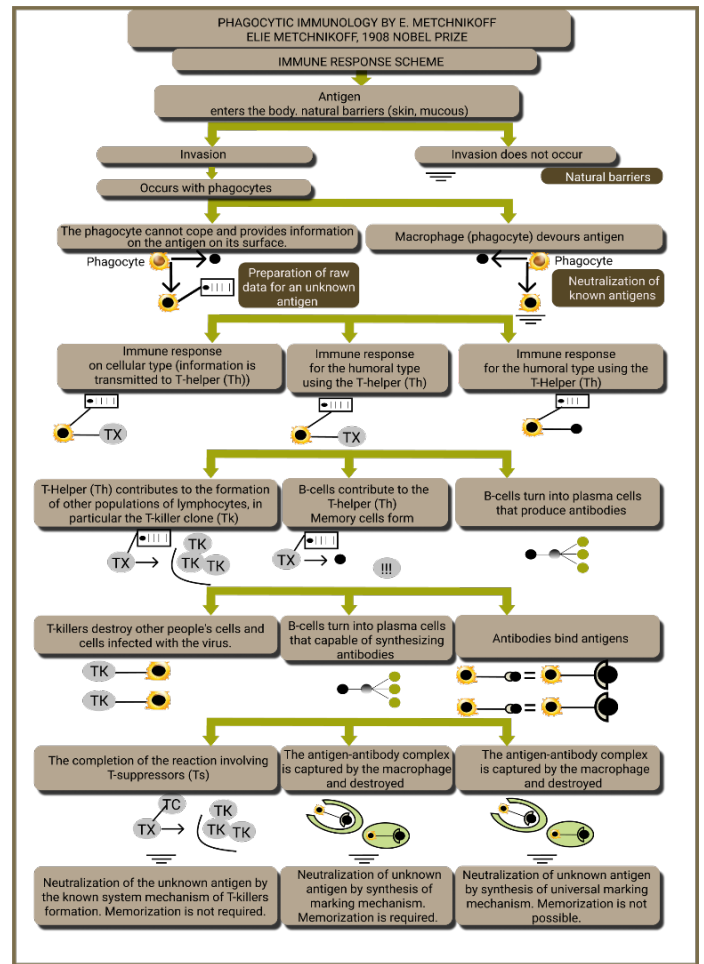 PHAGOCYTIC IMMUNOLOGY BY E. METCHNIKOFF
ELIE METCHNIKOFF, 1908 NOBEL PRIZE
IMMUNE RESPONSE SCHEME
Antigen
enters the body. natural barriers (skin, mucous)
Invasion
Invasion does not occur
Natural barriers
Occurs with phagocytes
The phagocyte cannot cope and provides information
on the antigen on its surface.
Macrophage (phagocyte) devours antigen
Phagocyte
Preparation of raw
data for an unknown
antigen
Phagocyte
Neutralization of
known antigens
Immune response
on cellular type (information is
transmitted to T-helper (Th))
Immune response
for the humoral type
using the T-helper (Th)
Immune response
for the humoral type using the
T-Helper (Th)
TX
TX
T-Helper (Th) contributes to the formation
of other populations of lymphocytes, in
particular the T-killer clone (Tk)
B-cells contribute to the
T-helper (Th)
Memory cells form
B-cells turn into plasma cells
that produce antibodies
TX
TK
TK
TK
TX
!!!
T-killers destroy other people's cells and
cells infected with the virus.
B-cells turn into plasma cells
that capable of synthesizing
antibodies
Antibodies bind antigens
TK
TK
=
=
The completion of the reaction involving
T-suppressors (Ts)
The antigen-antibody complex
is captured by the macrophage
and destroyed
The antigen-antibody complex
is captured by the macrophage
and destroyed
TC
TX
TK
TK
TK
Neutralization of the unknown antigen by
the known system mechanism of T-killers
formation. Memorization is not required.
Neutralization of unknown
antigen by synthesis of
marking mechanism.
Memorization is required.
Neutralization of unknown antigen
by synthesis of universal marking
mechanism. Memorization is not
possible.